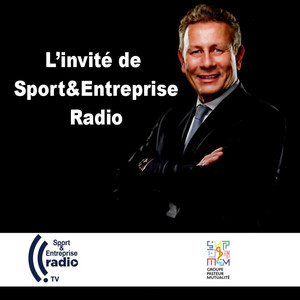 L'invité de
Sport&Entreprise
Radio
Sport
&
Entreprise
radio
.TV
GROUPE
PASTEUR
MUTUALITÉ